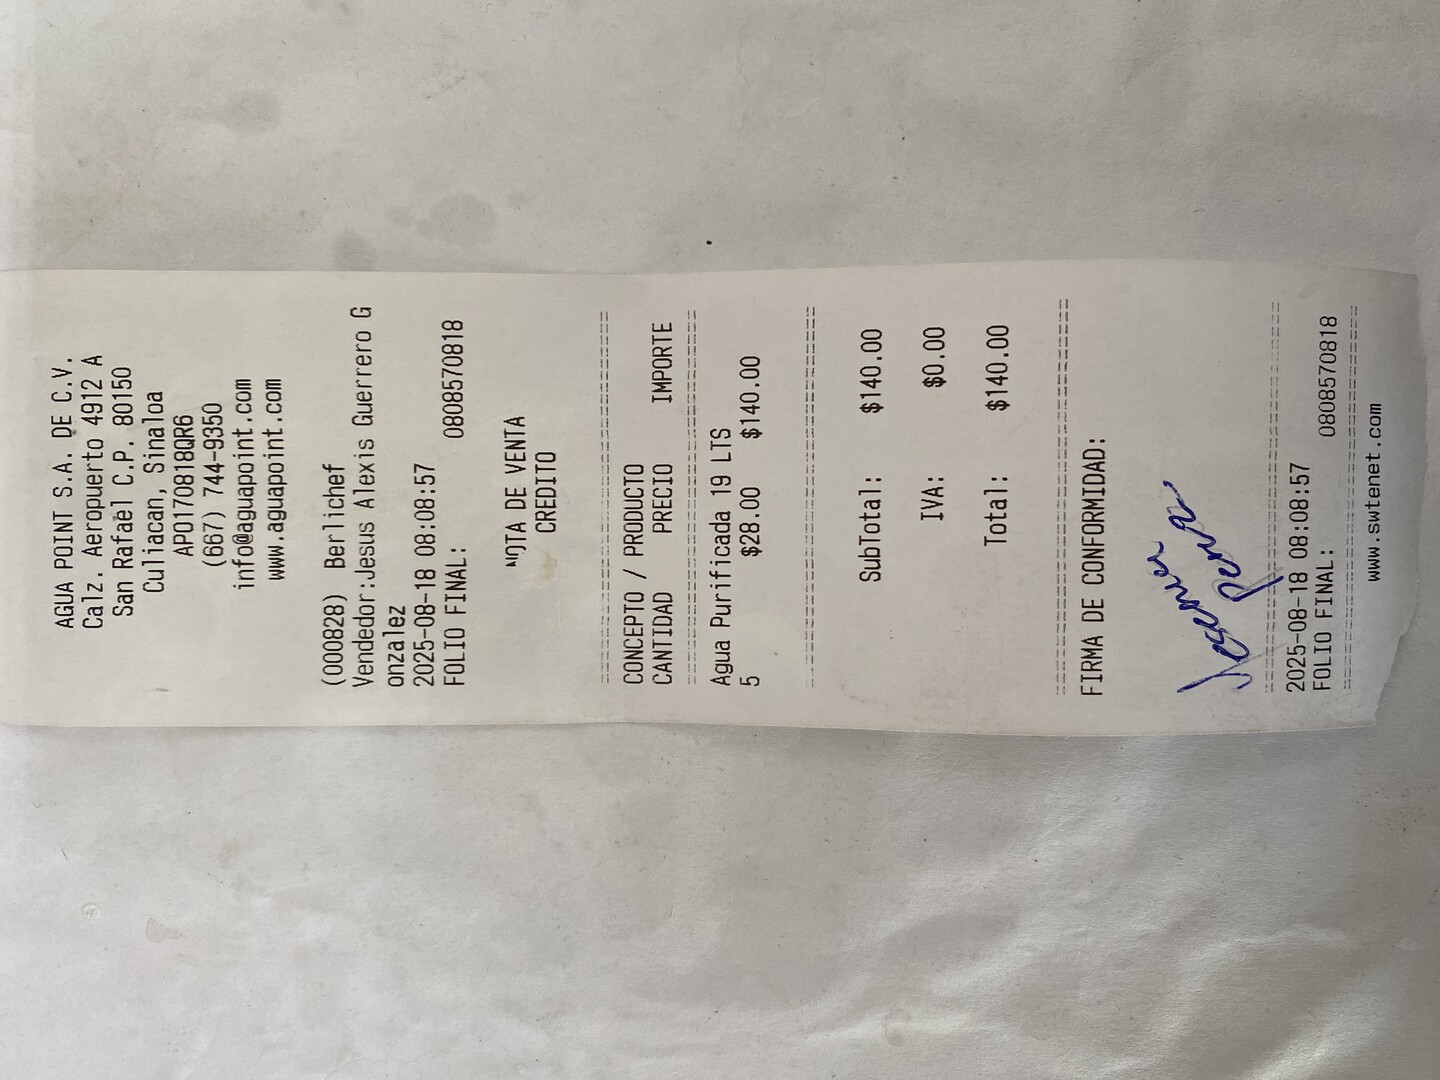 AGUA POINT S.A. DE C.V.
Calz. Aeropuerto 4912 A
San Rafael C.P. 80150
Culiacan, Sinaloa
APO170818QR6
(667) 744-9350
info@aguapoint.com
www.aguapoint.com
(000828) Berlichef
Vendedor:Jesus Alexis Guerrero G
onzalez
2025-08-18 08:08:57
FOLIO FINAL: 0808570818
NOTA DE VENTA
CREDITO
CONCEPTO / PRODUCTO
CANTIDAD PRECIO IMPORTE
Agua Purificada 19 LTS
5 $28.00 $140.00
SubTotal: $140.00
IVA: $0.00
Total: $140.00
FIRMA DE CONFORMIDAD:
2025-08-18 08:08:57
FOLIO FINAL: 0808570818
www.swtenet.com